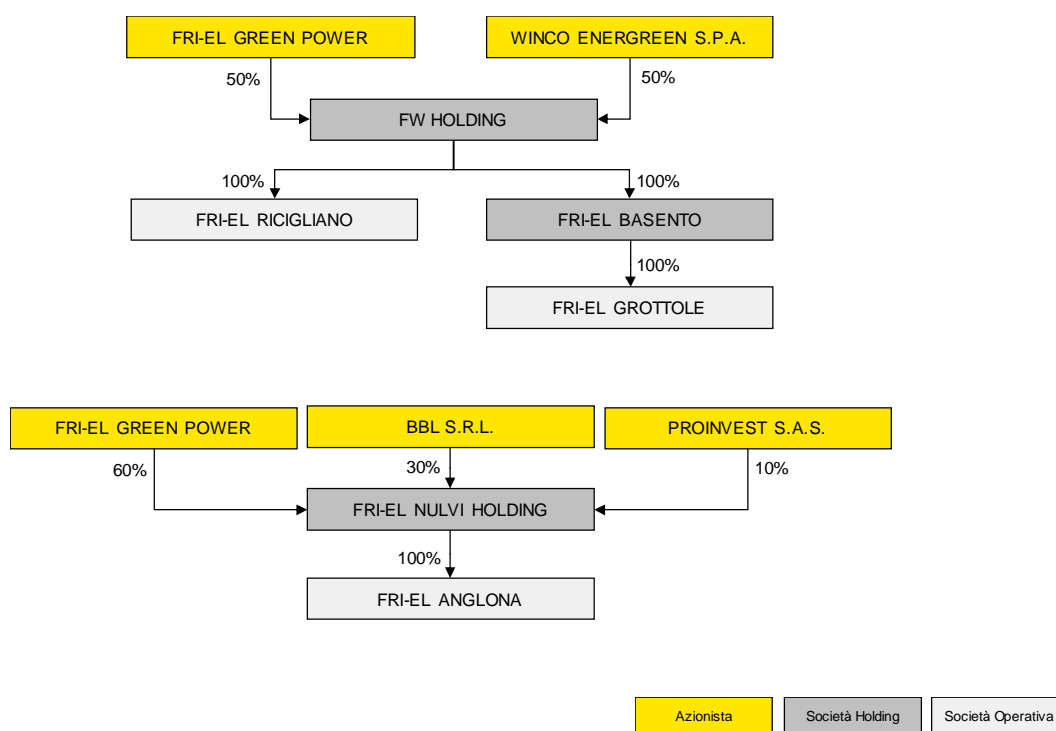 FRI-EL GREEN POWER
WINCO ENERGREEN S.P.A.
50%
50%
FW HOLDING
100%
100%
FRI-EL RICIGLIANO
FRI-EL BASENTO
100%
FRI-EL GROTTOLE
FRI-EL GREEN POWER
BBL S.R.L.
PROINVEST S.A.S.
60%
30%
10%
FRI-EL NULVI HOLDING
100%
FRI-EL ANGLONA
Azionista
Società Holding
Società Operativa